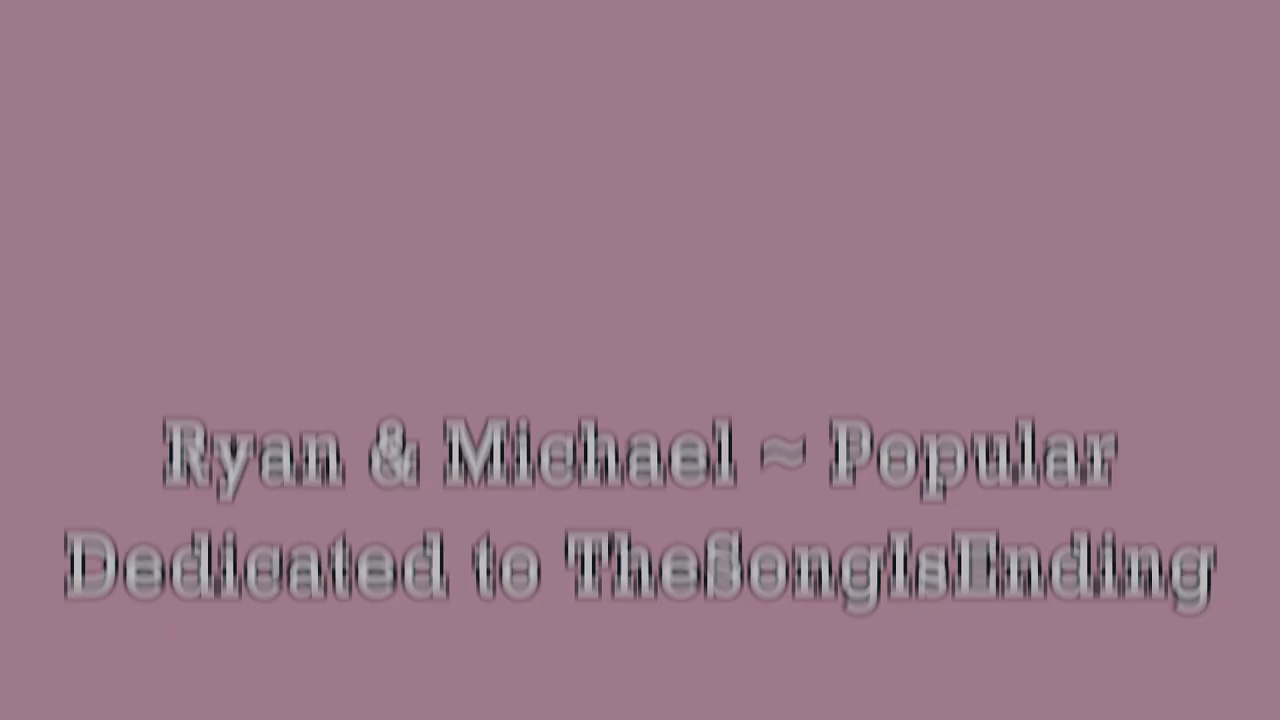 Ryan & Michael ~ Popular
Dedicated to TheSongIsEnding